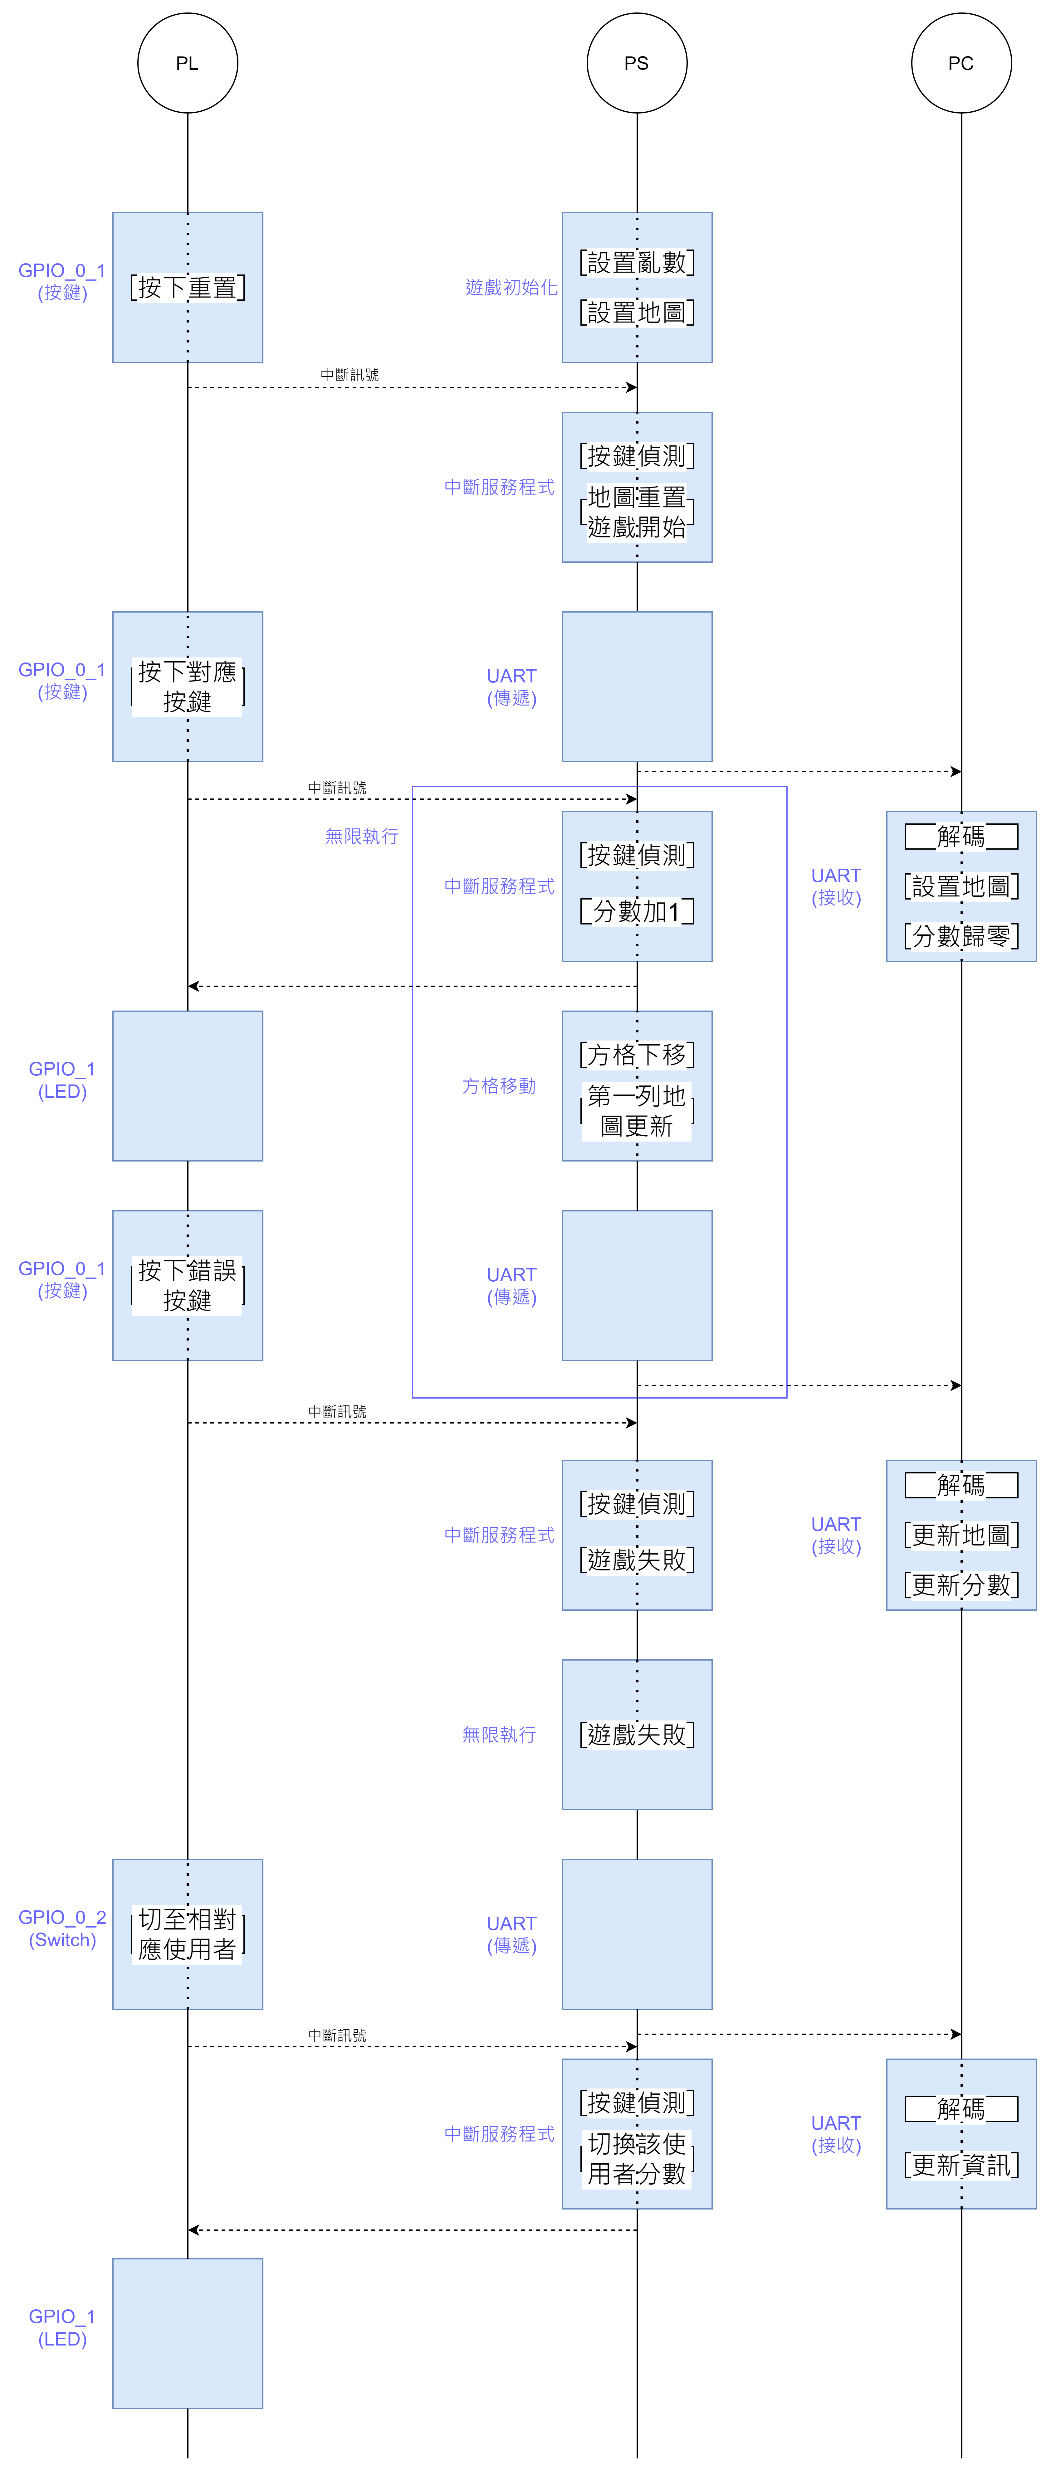 PL
PS
PC
GPIO_0_1
(按鍵)
按下重置
遊戲初始化
設置亂數
設置地圖
中斷訊號
中斷服務程式
按鍵偵測
地圖重置
遊戲開始
GPIO_0_1
(按鍵)
按下對應
按鍵
UART
(傳遞)
中斷訊號
無限執行
中斷服務程式
按鍵偵測
分數加1
UART
(接收)
解碼
設置地圖
分數歸零
GPIO_1
(LED)
方格移動
方格下移
第一列地
圖更新
GPIO_0_1
(按鍵)
按下錯誤
按鍵
UART
(傳遞)
中斷訊號
中斷服務程式
按鍵偵測
遊戲失敗
UART
(接收)
解碼
更新地圖
更新分數
無限執行
遊戲失敗
GPIO_0_2
(Switch)
切至相對
應使用者
UART
(傳遞)
中斷訊號
中斷服務程式
按鍵偵測
切換該使
用者分數
UART
(接收)
解碼
更新資訊
GPIO_1
(LED)